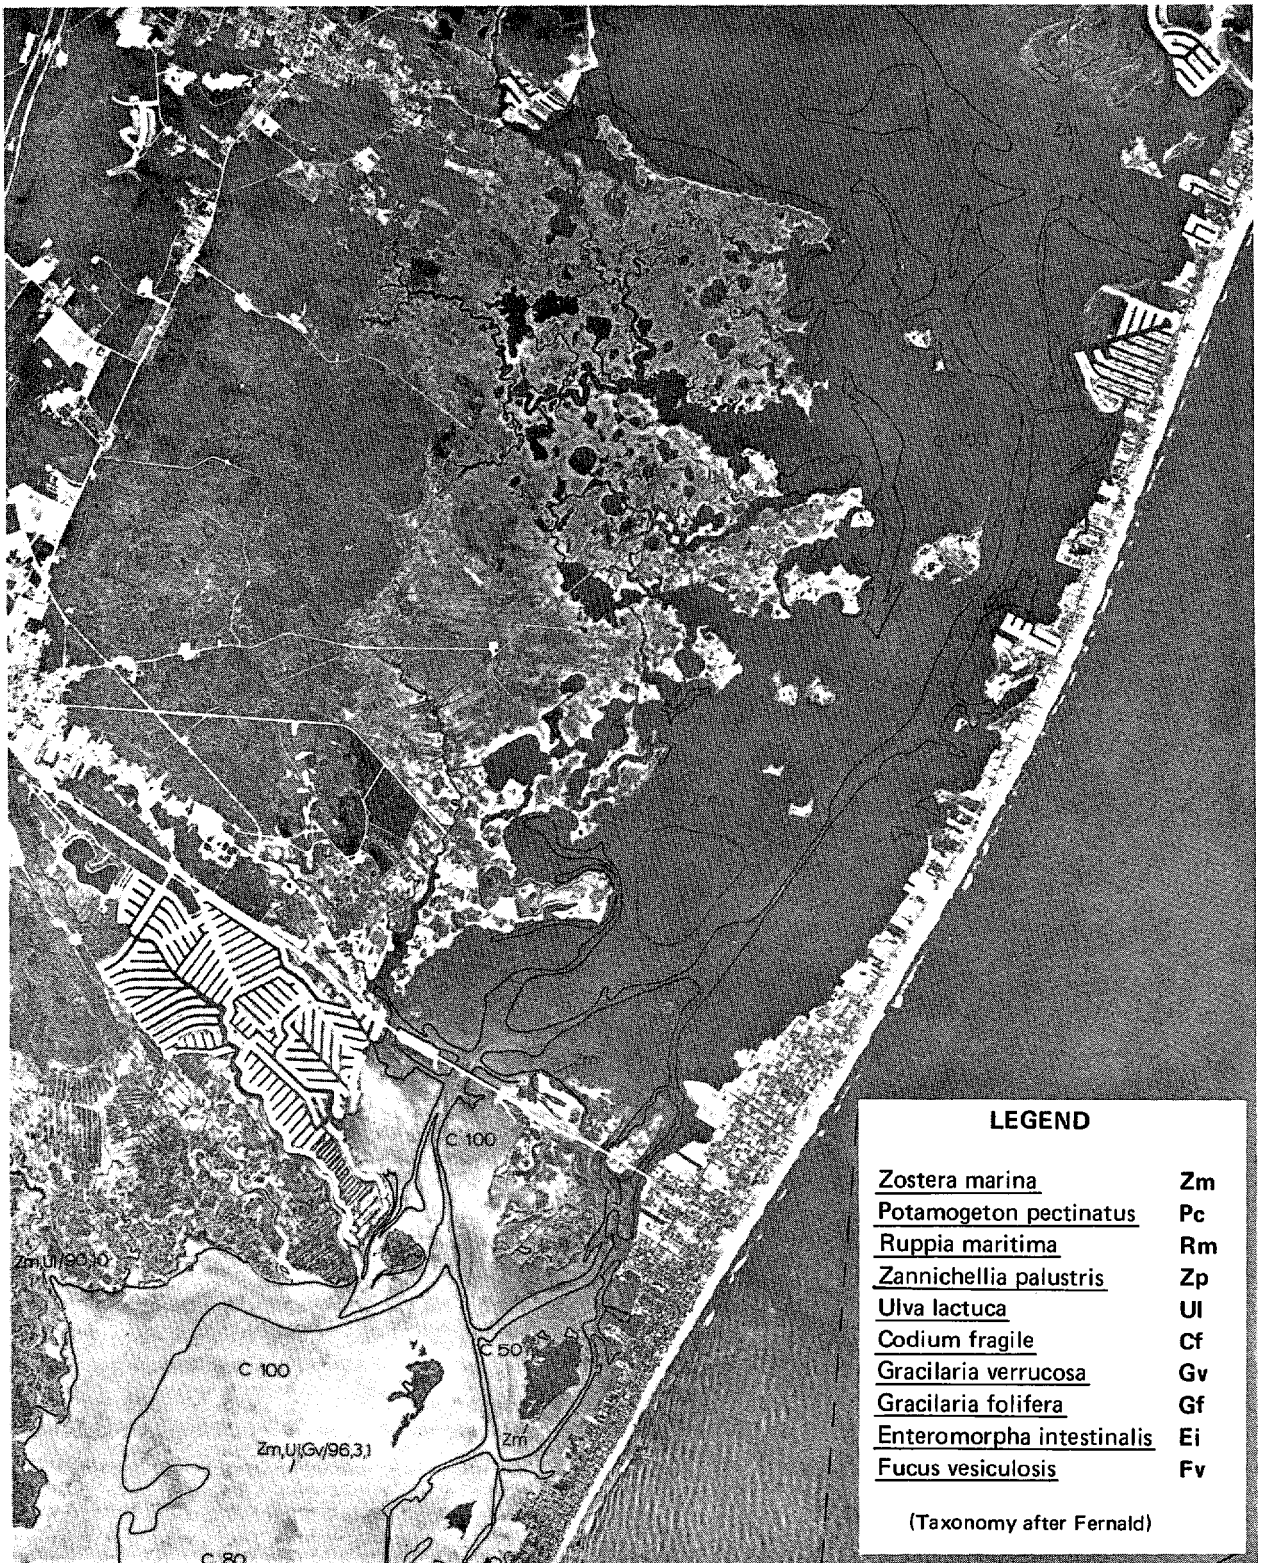 C 100
Zm,Ul/90,10
C 50
C 100
Zm
Zm,Ul,Gv/96,3,1
C 80
LEGEND
Zostera marina Zm
Potamogeton pectinatus Pc
Ruppia maritima Rm
Zannichellia palustris Zp
Ulva lactuca Ul
Codium fragile Cf
Gracilaria verrucosa Gv
Gracilaria folifera Gf
Enteromorpha intestinalis Ei
Fucus vesiculosis Fv
(Taxonomy after Fernald)